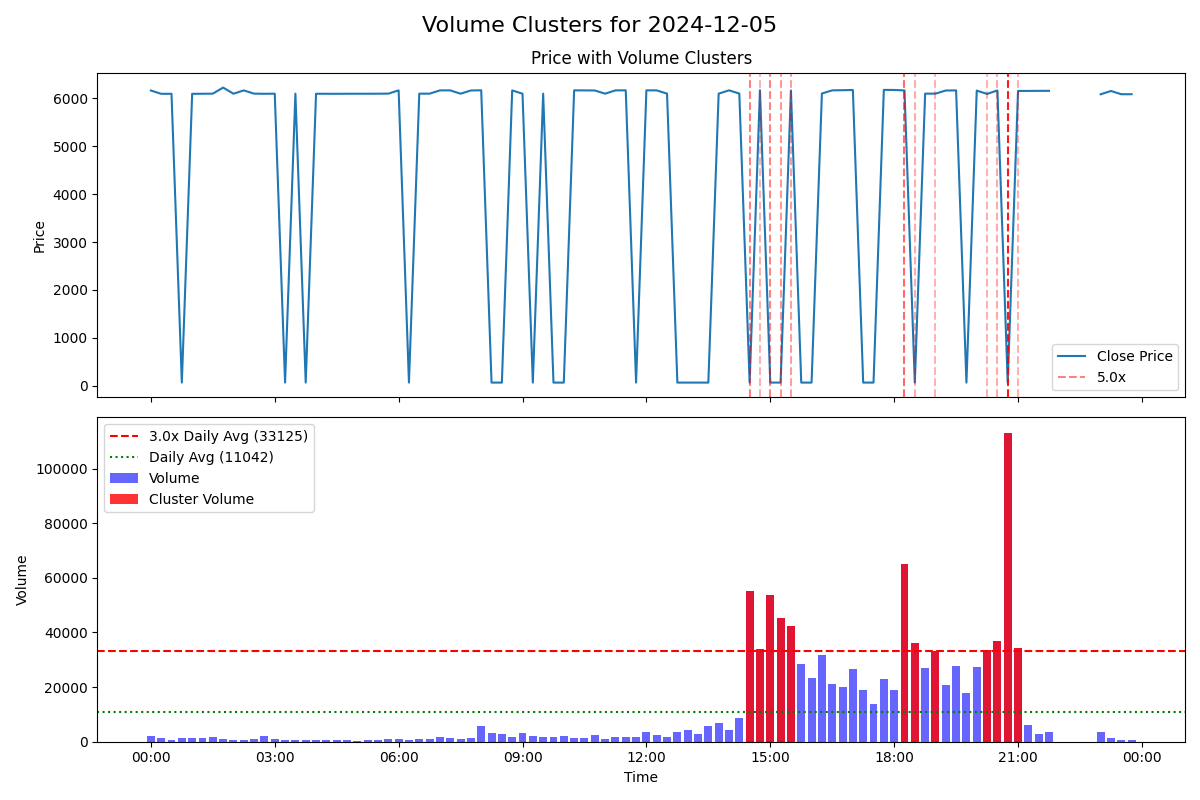 Volume Clusters for 2024-12-05
Price with Volume Clusters
6000
5000
4000
3000
2000
1000
0
Price
Close Price
5.0x
100000
80000
60000
40000
20000
0
Volume
3.0x Daily Avg (33125)
Daily Avg (11042)
Volume
Cluster Volume
00:00
03:00
06:00
09:00
12:00
15:00
18:00
21:00
00:00
Time